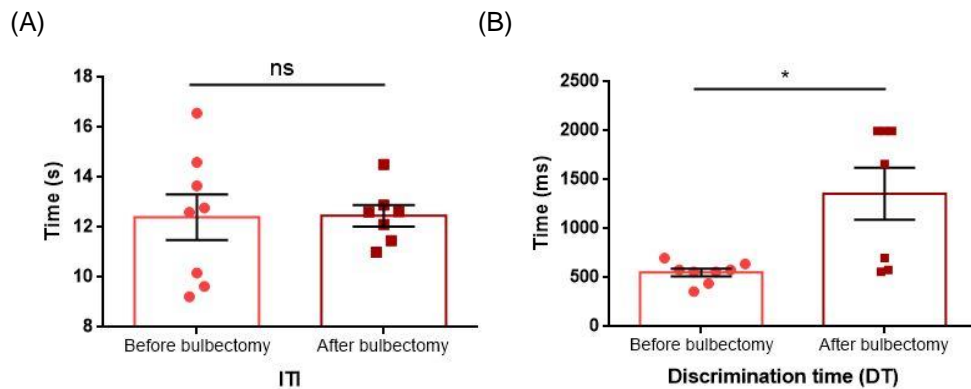 (A)
ns
18
16
14
12
10
8
Time (s)
Before bulbectomy After bulbectomy
ITI
(B)
*
2500
2000
1500
1000
500
0
Time (ms)
Before bulbectomy After bulbectomy
Discrimination time (DT)